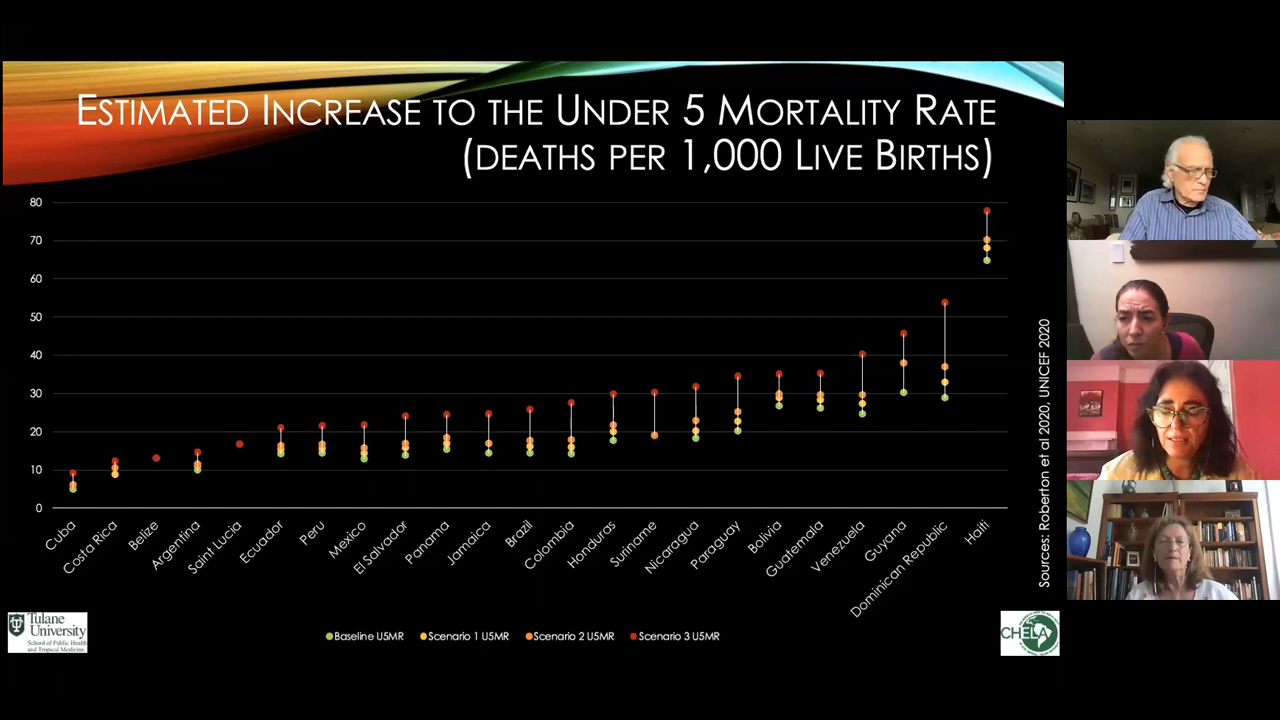 ESTIMATED INCREASE TO THE UNDER 5 MORTALITY RATE
(DEATHS PER 1,000 LIVE BIRTHS)
80
70
60
50
40
30
20
10
0
Cuba
Costa Rica
Belize
Argentina
Saint Lucia
Ecuador
Peru
Mexico
El Salvador
Panama
Jamaica
Brazil
Colombia
Honduras
Suriname
Nicaragua
Paraguay
Bolivia
Guatemala
Venezuela
Guyana
Dominican Republic
Haiti
Sources: Roberton et al 2020, UNICEF 2020
Baseline U5MR
Scenario 1 U5MR
Scenario 2 U5MR
Scenario 3 U5MR
Tulane
University
School of Public Health
and Tropical Medicine
CHELA